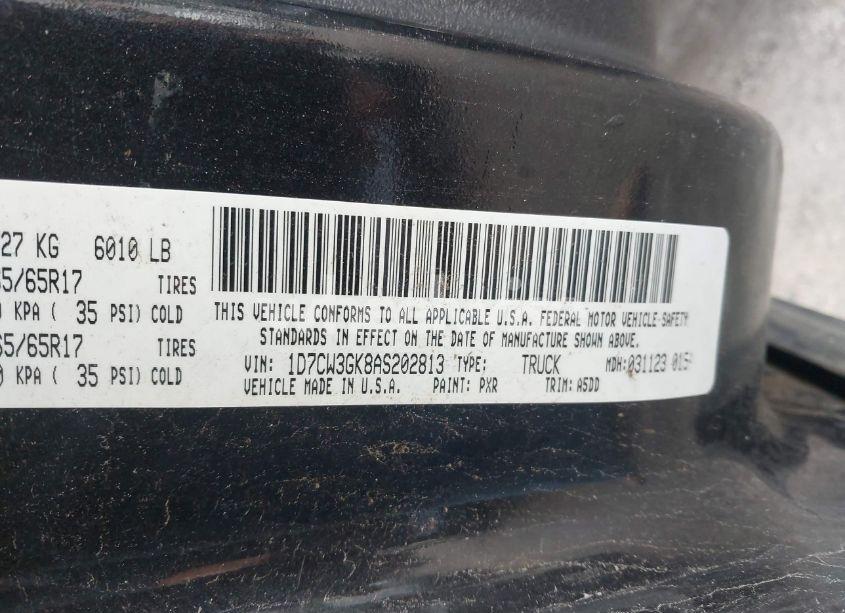 27 KG 6010 LB
5/65R17 TIRES
KPA ( 35 PSI) COLD
65/65R17 TIRES
KPA ( 35 PSI) COLD
THIS VEHICLE CONFORMS TO ALL APPLICABLE U.S.A. FEDERAL MOTOR VEHICLE SAFETY
STANDARDS IN EFFECT ON THE DATE OF MANUFACTURE SHOWN ABOVE.
VIN: 1D7CW3GK8AS202813 TYPE: TRUCK MDH: 031123 015
VEHICLE MADE IN U.S.A. PAINT: PXR TRIM: A5DD